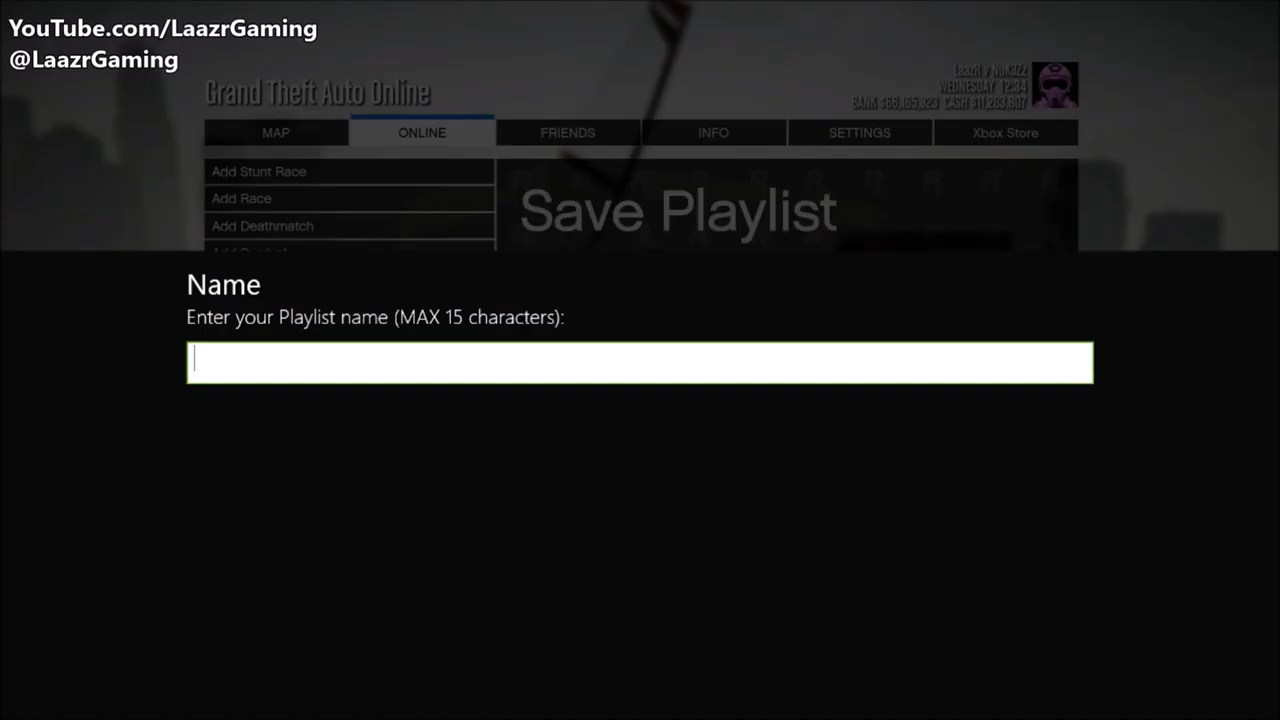 YouTube.com/LaazrGaming
@LaazrGaming
Grand Theft Auto Online
WEDNESDAY 12:34
MAP
ONLINE
FRIENDS
INFO
SETTINGS
Xbox Store
Add Stunt Race
Add Race
Add Deathmatch
Save Playlist
Name
Enter your Playlist name (MAX 15 characters):